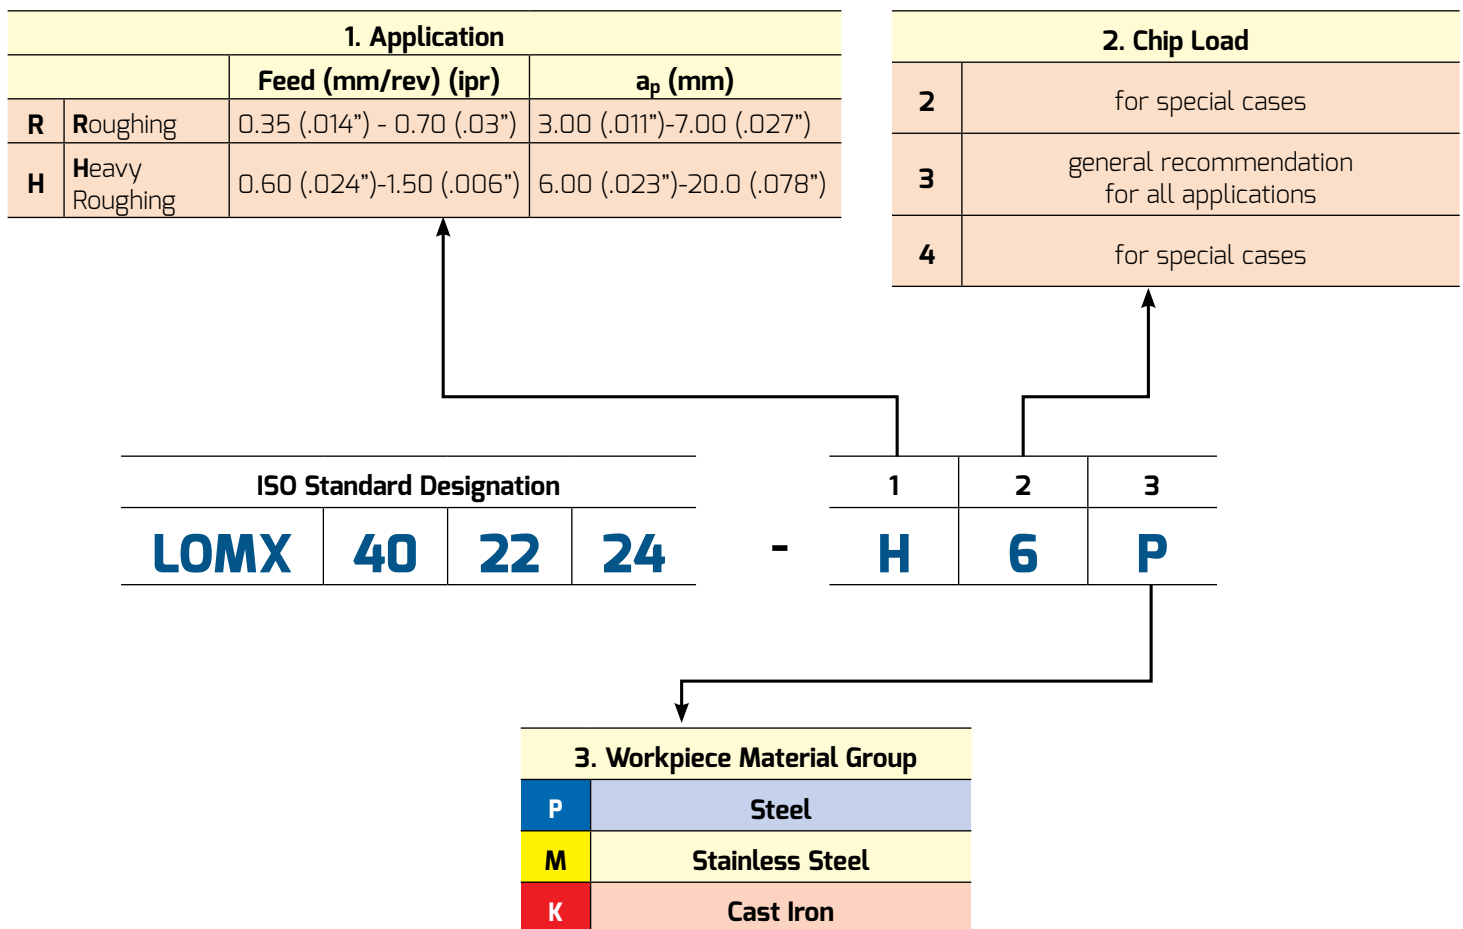 1. Application
Feed (mm/rev) (ipr) aₚ (mm)
R Roughing 0.35 (.014”) - 0.70 (.03”) 3.00 (.011”)-7.00 (.027”)
H Heavy
Roughing 0.60 (.024”)-1.50 (.006”) 6.00 (.023”)-20.0 (.078”)
2. Chip Load
2 for special cases
3 general recommendation
for all applications
4 for special cases
ISO Standard Designation 1 2 3
LOMX 40 22 24 - H 6 P
3. Workpiece Material Group
P Steel
M Stainless Steel
K Cast Iron